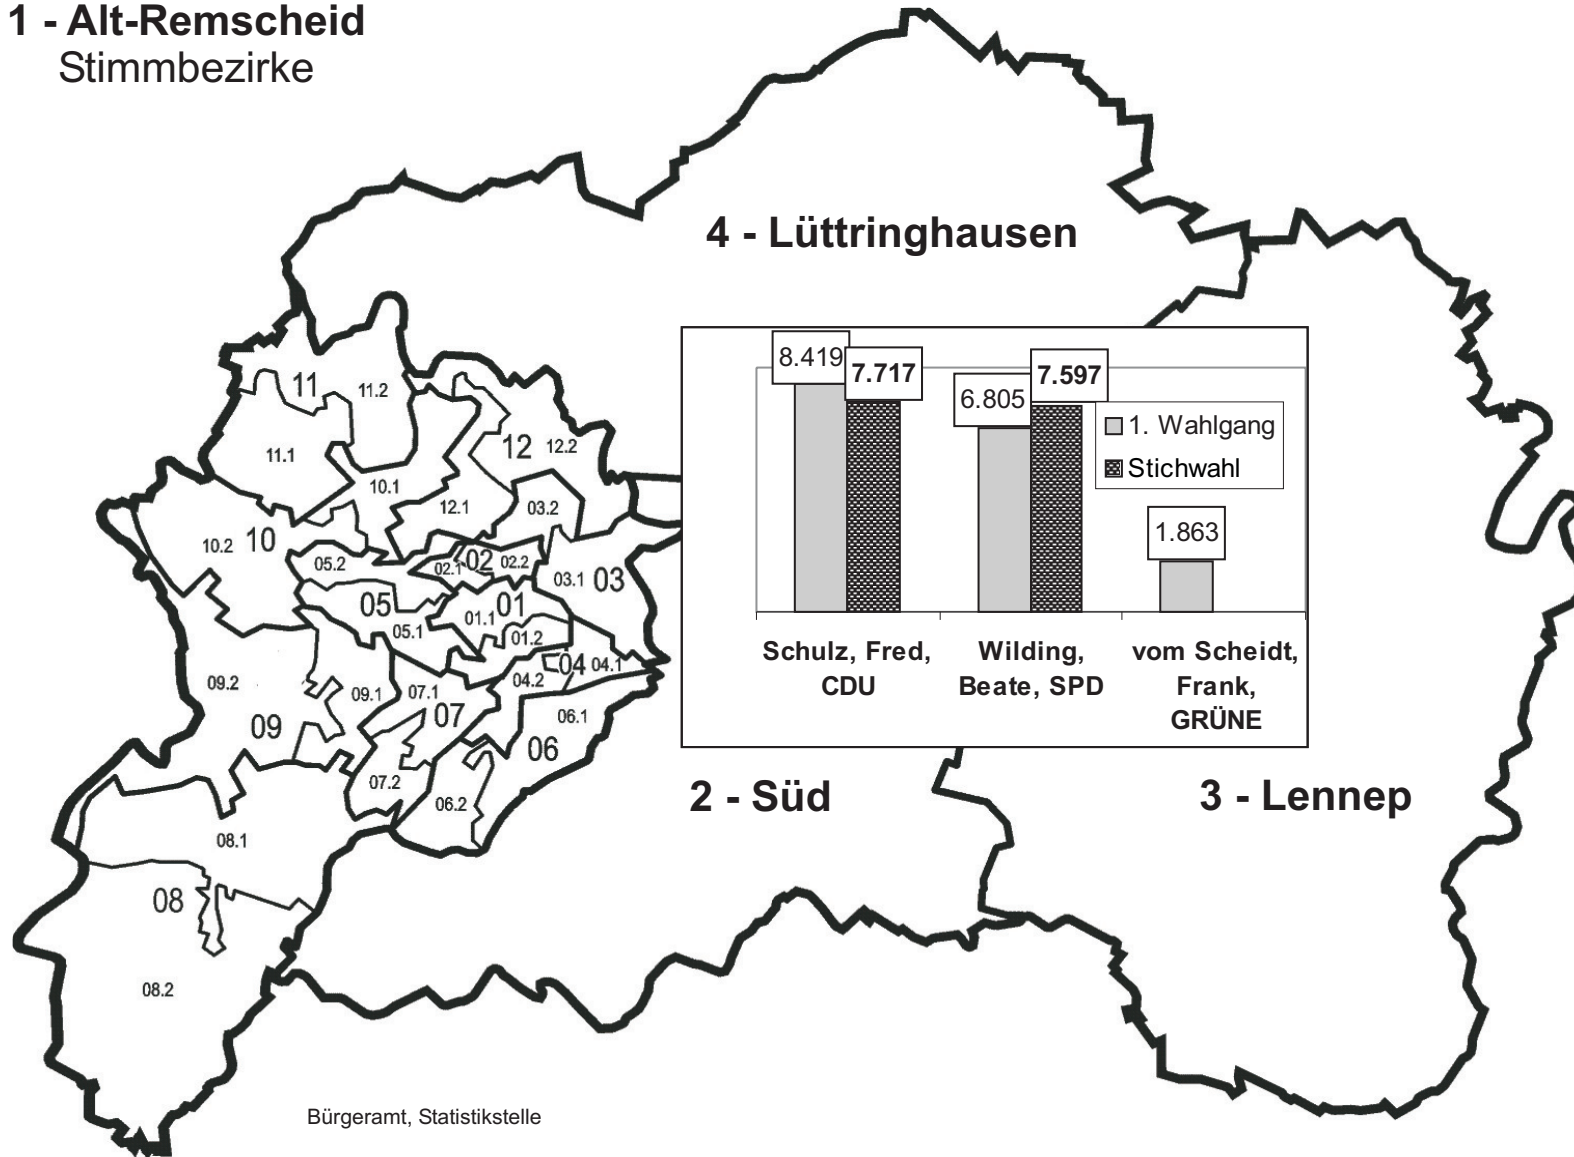 1 - Alt-Remscheid
Stimmbezirke
4 - Lüttringhausen
8.419
7.717
6.805
7.597
1. Wahlgang
Stichwahl
1.863
Schulz, Fred,
CDU
Wilding,
Beate, SPD
vom Scheidt,
Frank,
GRÜNE
11
11.2
11.1
12
12.2
10.1
12.1
03.2
10.2
10
05.2
02.1
02
02.2
03.1
03
05
01
01.1
05.1
01.2
04
04.1
04.2
09.2
09.1
07.1
07
06.1
09
06
07.2
06.2
2 - Süd
3 - Lennep
08.1
08
08.2
Bürgeramt, Statistikstelle